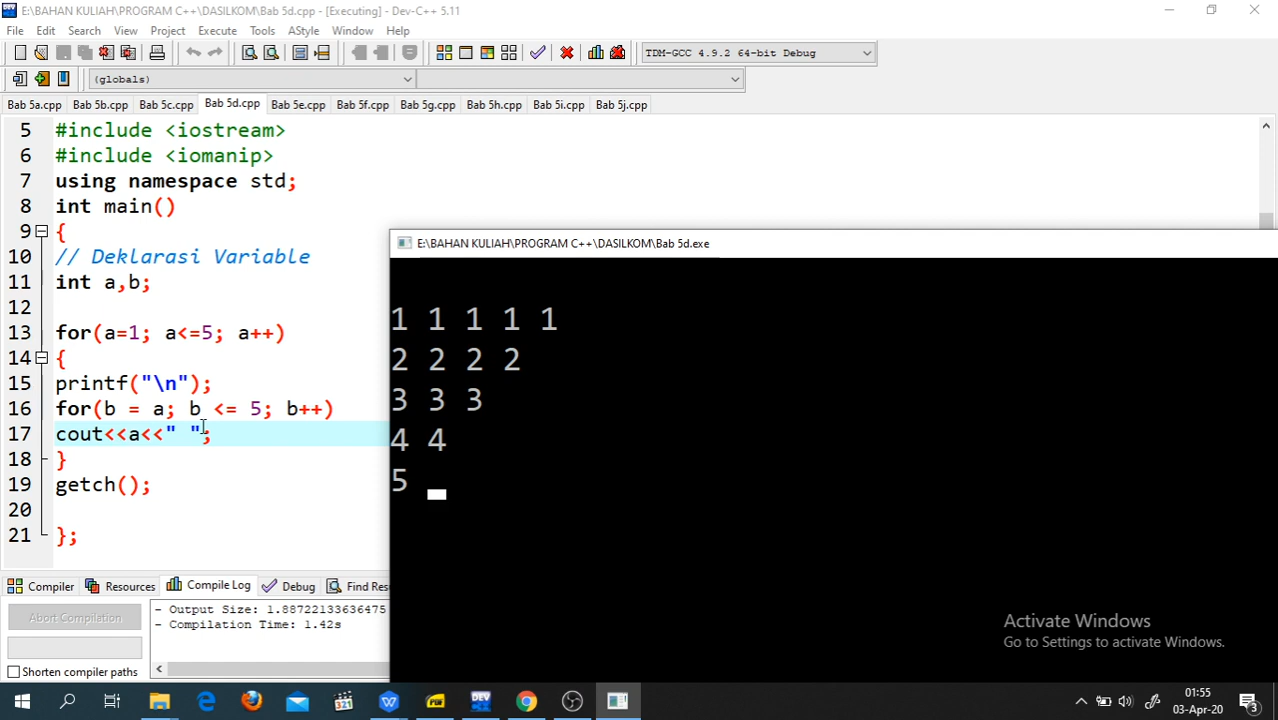 E:\BAHAN KULIAH\PROGRAM C++\DASILKOM\Bab 5d.cpp - [Executing] - Dev-C++ 5.11
File Edit Search View Project Execute Tools AStyle Window Help
TDM-GCC 4.9.2 64-bit Debug
(globals)
Bab 5a.cpp Bab 5b.cpp Bab 5c.cpp Bab 5d.cpp Bab 5e.cpp Bab 5f.cpp Bab 5g.cpp Bab 5h.cpp Bab 5i.cpp Bab 5j.cpp
5 #include <iostream>
6 #include <iomanip>
7 using namespace std;
8 int main()
9 {
10 // Deklarasi Variable
11 int a,b;
12
13 for(a=1; a<=5; a++)
14 {
15 printf("\n");
16 for(b = a; b <= 5; b++)
17 cout<<a<<" ";
18 }
19 getch();
20
21 };
E:\BAHAN KULIAH\PROGRAM C++\DASILKOM\Bab 5d.exe
1 1 1 1 1
2 2 2 2
3 3 3
4 4
5
Compiler Resources Compile Log Debug Find Res
Abort Compilation
Shorten compiler paths
- Output Size: 1.88722133636475
- Compilation Time: 1.42s
Activate Windows
Go to Settings to activate Windows.
321
DEV
01:55
03-Apr-20
3